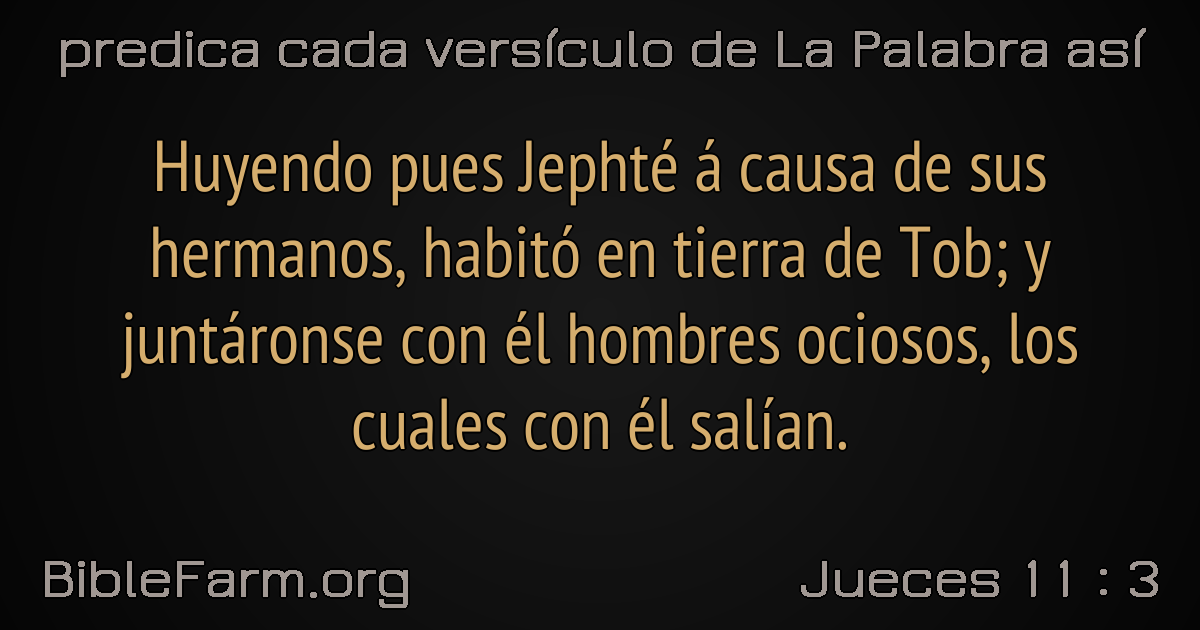 predica cada versículo de La Palabra así
Huyendo pues Jephté á causa de sus
hermanos, habitó en tierra de Tob; y
juntáronse con él hombres ociosos, los
cuales con él salían.
BibleFarm.org
Jueces 11 : 3